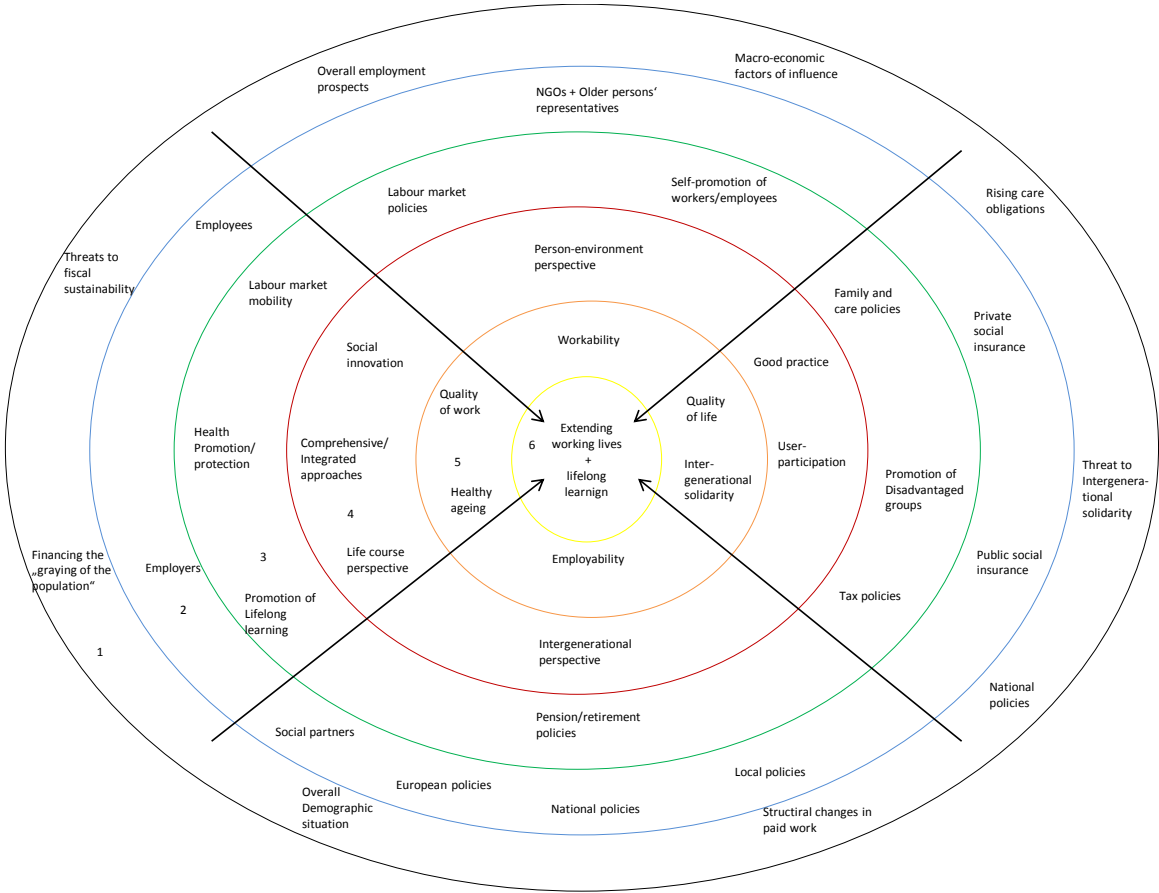 Macro-economic
factors of influence
Overall employment
prospects
NGOs + Older persons‘
representatives
Labour market
policies
Self-promotion of
workers/employees
Rising care
obligations
Employees
Threats to
fiscal
sustainability
Person-environment
perspective
Labour market
mobility
Family and
care policies
Private
social
insurance
Social
innovation
Workability
Good practice
Quality
of work
Quality
of life
Health
Promotion/
protection
Comprehensive/
Integrated
approaches
5
6
Extending
working lives
+
lifelong
learnign
User-
participation
Inter-
generational
solidarity
Promotion of
Disadvantaged
groups
Threat to
Intergenera-
tional
solidarity
Healthy
ageing
4
3
Life course
perspective
Employability
Public social
insurance
Financing the
„graying of the
population“
Employers
2
Promotion of
Lifelong
learning
Tax policies
1
Intergenerational
perspective
National
policies
Social partners
Pension/retirement
policies
European policies
Local policies
Overall
Demographic
situation
National policies
Structiral changes in
paid work